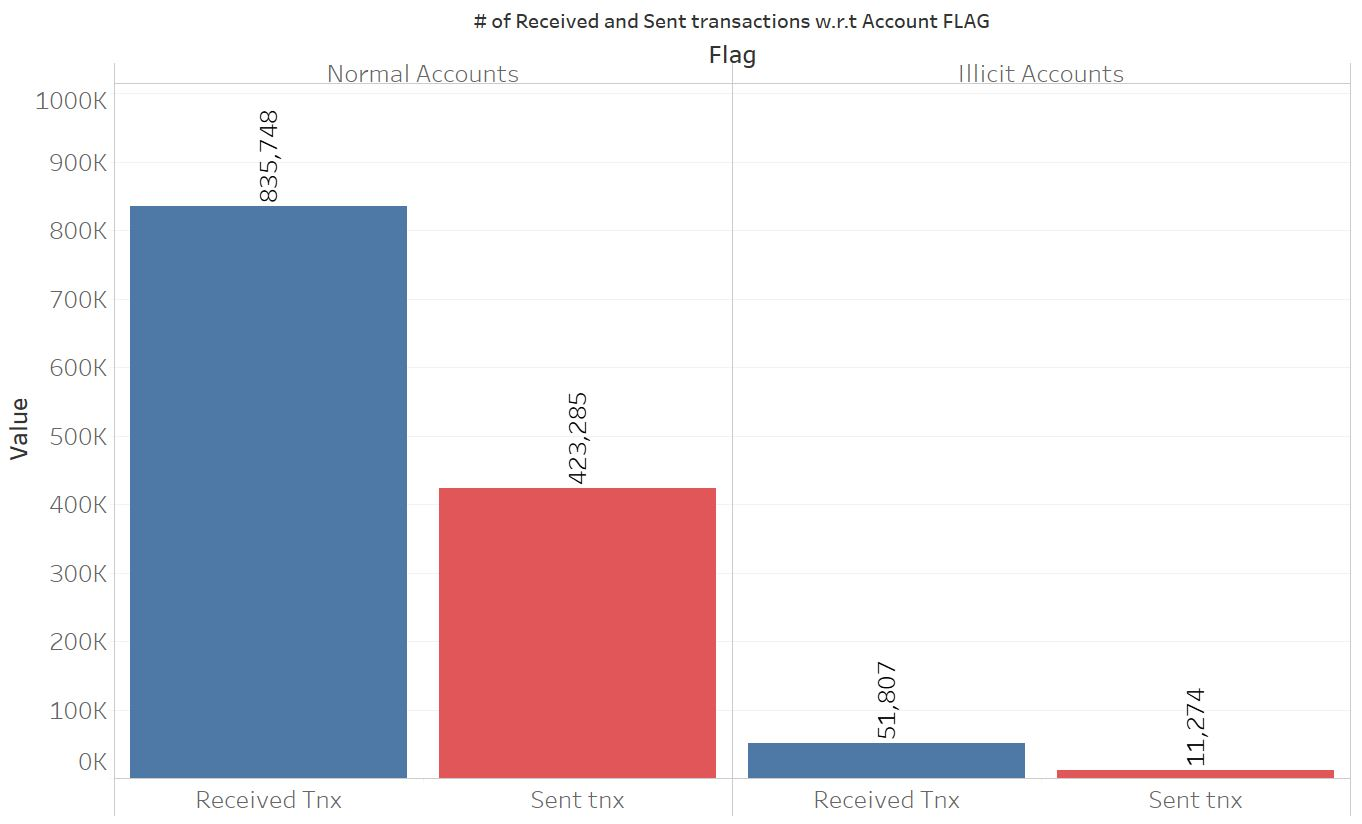 # of Received and Sent transactions w.r.t Account FLAG
Flag
Normal Accounts
Illicit Accounts
1000K
900K
800K
700K
600K
500K
400K
300K
200K
100K
0K
Value
835,748
423,285
51,807
11,274
Received Tnx
Sent tnx
Received Tnx
Sent tnx